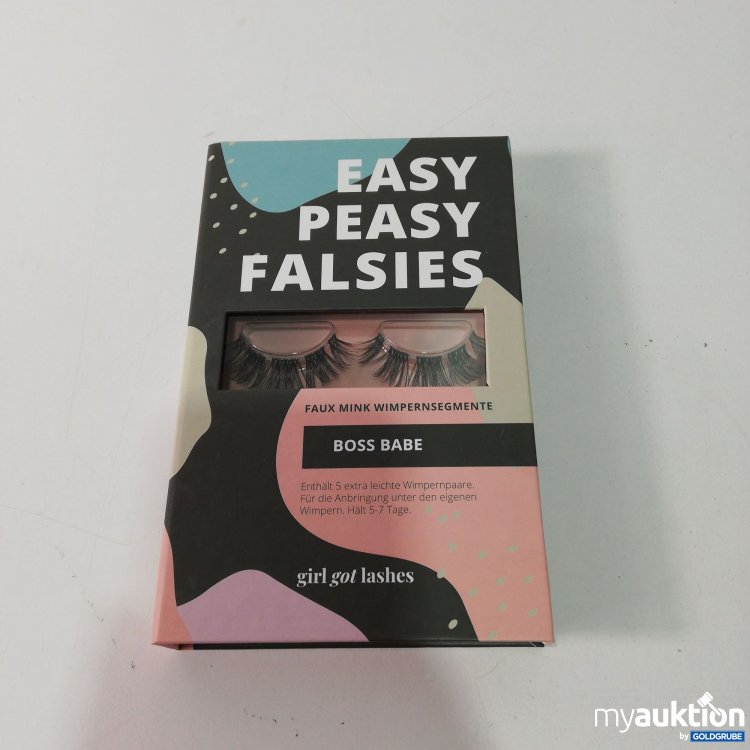 EASY
PEASY
FALSIES
FAUX MINK WIMPERNSEGMENTE
BOSS BABE
Enthält 5 extra leichte Wimpernpaare.
Für die Anbringung unter den eigenen
Wimpern. Hält 5-7 Tage.
girl got lashes
myauktion
by GOLDGRUBE